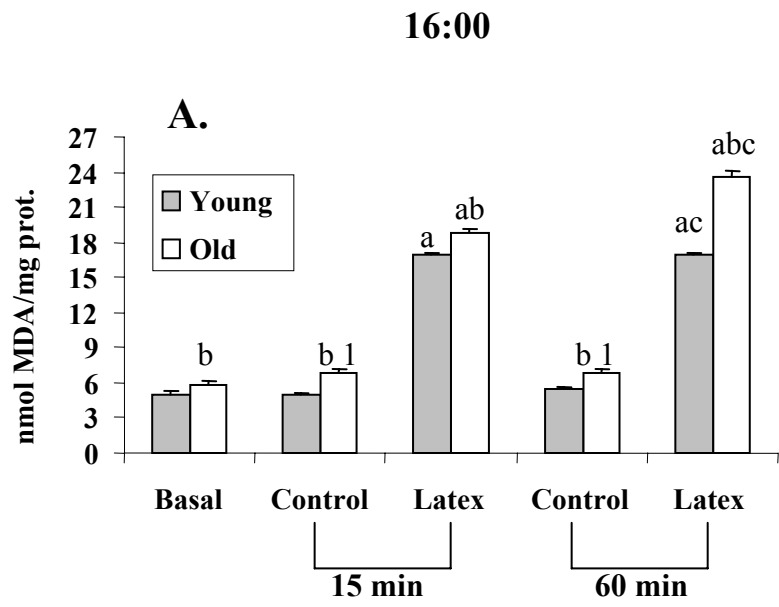 16:00
A.
27
24
21
18
15
12
9
6
3
0
nmol MDA/mg prot.
Young
Old
b
b 1
a
ab
b 1
ac
abc
Basal Control Latex Control Latex
15 min 60 min